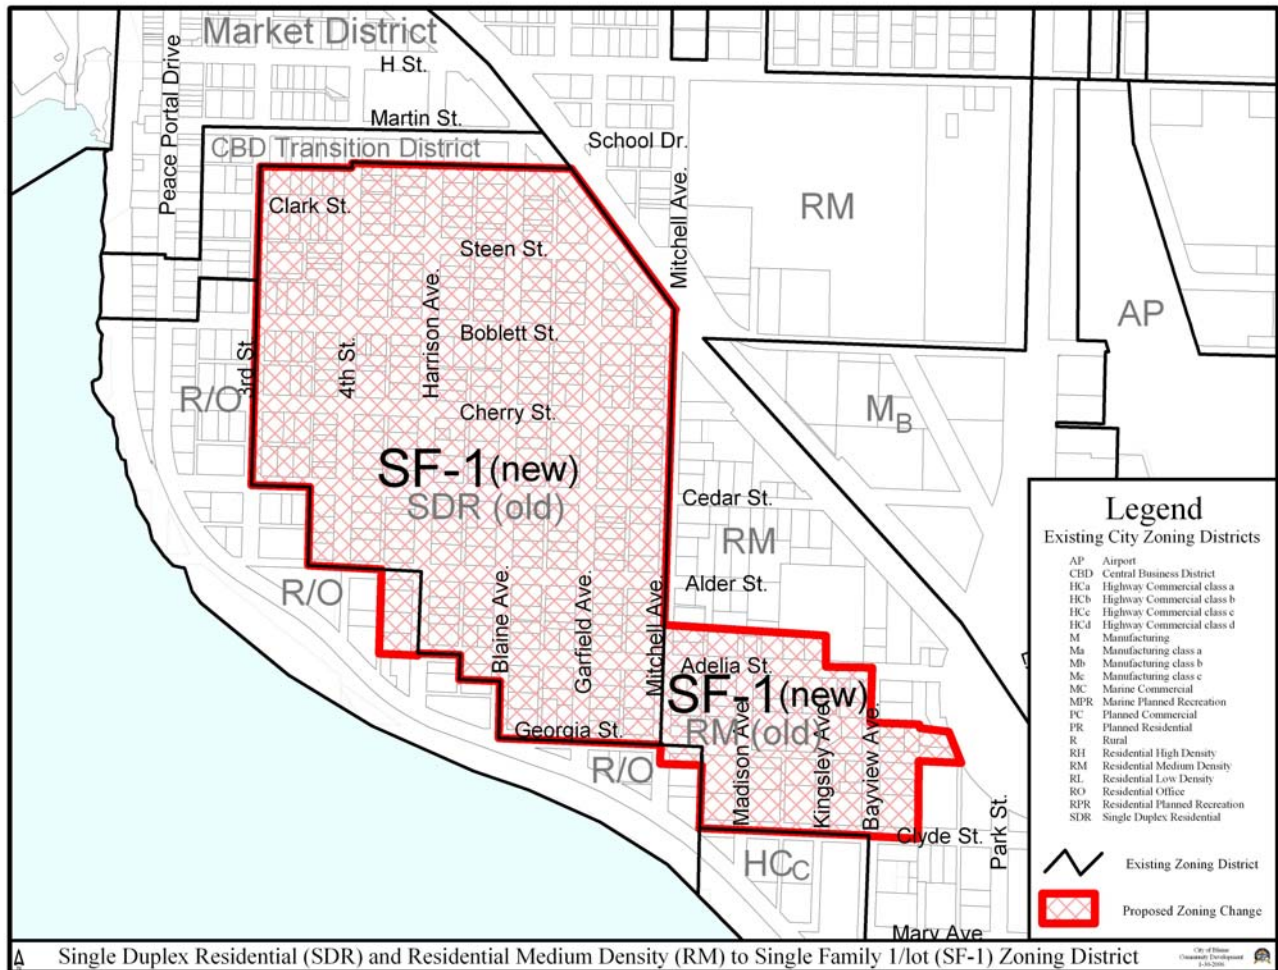 Market District
H St.
Peace Portal Drive
Martin St.
School Dr.
CBD Transition District
Mitchell Ave.
RM
Clark St.
Steen St.
AP
Harrison Ave.
Boblett St.
3rd St.
4th St.
R/O
Cherry St.
MB
SF-1(new)
SDR (old)
Cedar St.
RM
Alder St.
R/O
Blaine Ave.
Garfield Ave.
Mitchell Ave.
Adelia St.
SF-1(new)
RM (old)
Madison Ave.
Kingsley Ave.
Bayview Ave.
Georgia St.
R/O
Clyde St.
Park St.
HCC
Mary Ave
Legend
Existing City Zoning Districts
AP Airport
CBD Central Business District
HCa Highway Commercial class a
HCb Highway Commercial class b
HCc Highway Commercial class c
HCd Highway Commercial class d
M Manufacturing
Ma Manufacturing class a
Mb Manufacturing class b
Mc Manufacturing class c
MC Marine Commercial
MPR Marine Planned Recreation
PC Planned Commercial
PR Planned Residential
R Rural
RH Residential High Density
RM Residential Medium Density
RL Residential Low Density
RO Residential Office
RPR Residential Planned Recreation
SDR Single Duplex Residential
Existing Zoning District
Proposed Zoning Change
Single Duplex Residential (SDR) and Residential Medium Density (RM) to Single Family 1/lot (SF-1) Zoning District
City of Blaine
Community Development